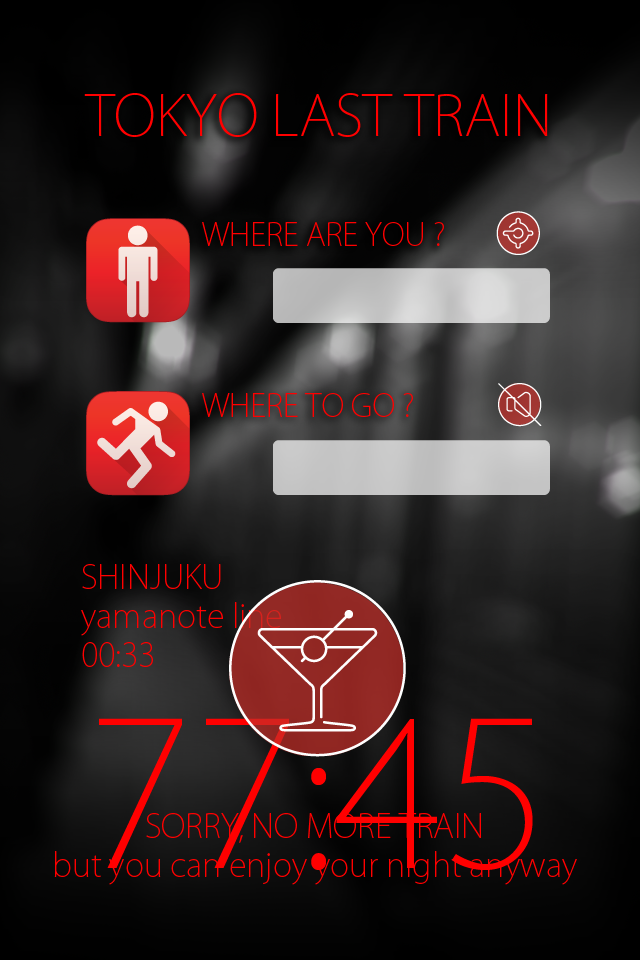 TOKYO LAST TRAIN
WHERE ARE YOU ?
WHERE TO GO ?
SHINJUKU
yamanote line
00:33
77:45
SORRY, NO MORE TRAIN
but you can enjoy your night anyway